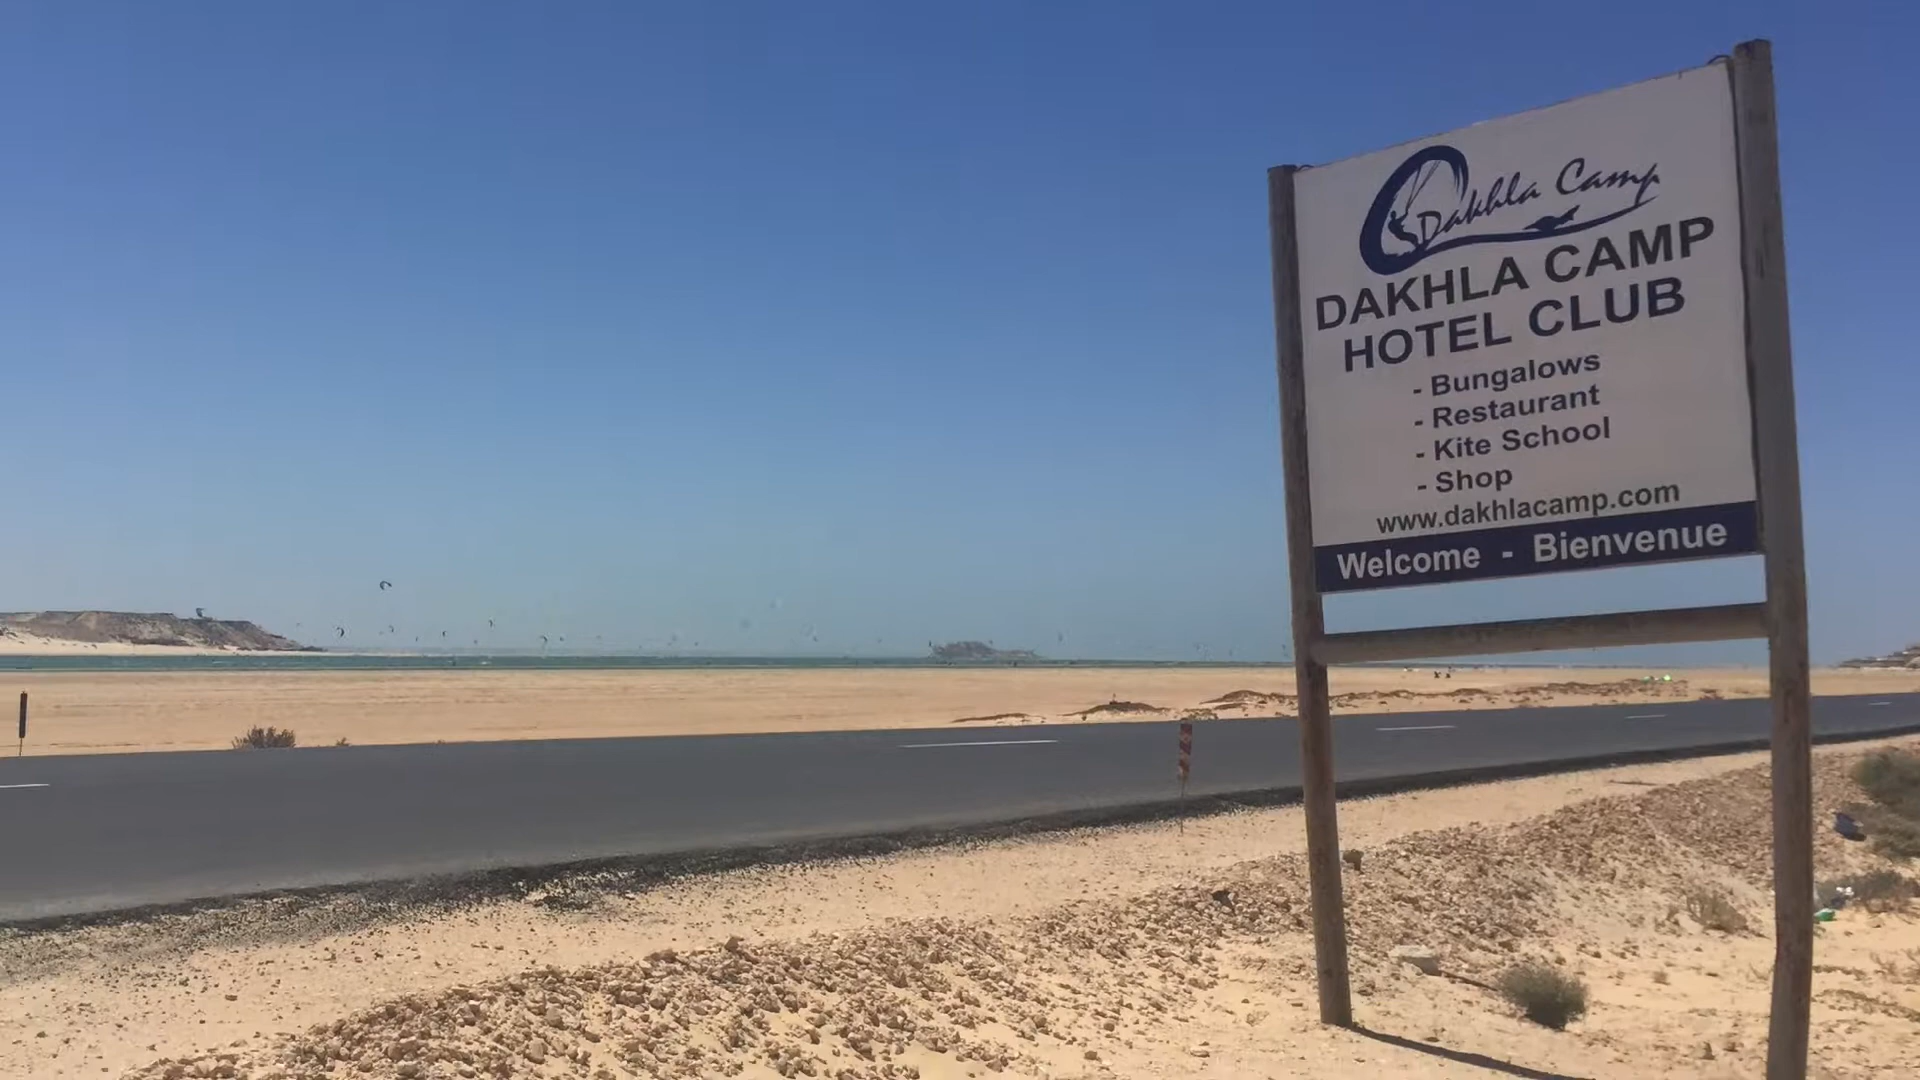 Dakhla Camp
DAKHLA CAMP
HOTEL CLUB
- Bungalows
- Restaurant
- Kite School
- Shop
www.dakhlacamp.com
Welcome - Bienvenue